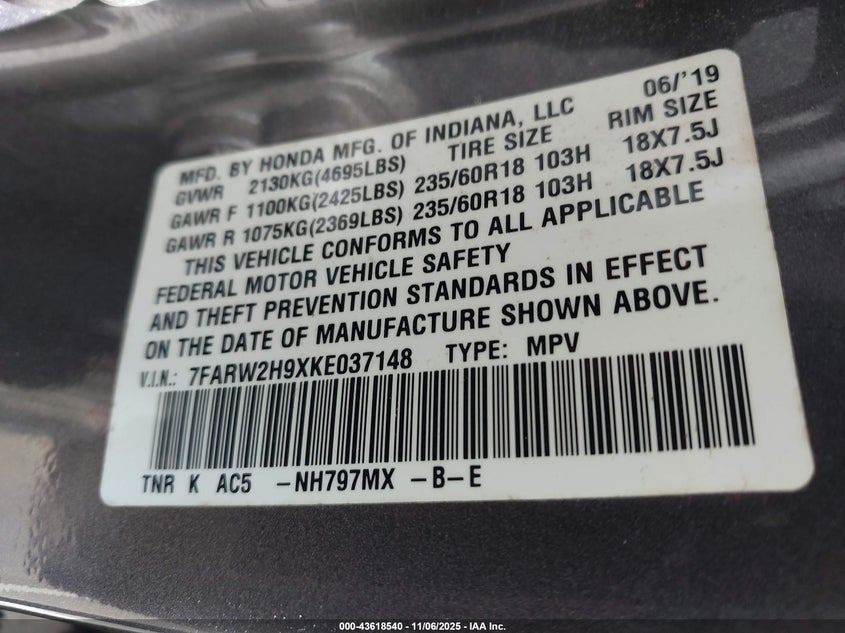 MFD. BY HONDA MFG. OF INDIANA, LLC 06/'19
GVWR 2130KG(4695LBS) TIRE SIZE RIM SIZE
GAWR F 1100KG(2425LBS) 235/60R18 103H 18X7.5J
GAWR R 1075KG(2369LBS) 235/60R18 103H 18X7.5J
THIS VEHICLE CONFORMS TO ALL APPLICABLE
FEDERAL MOTOR VEHICLE SAFETY
AND THEFT PREVENTION STANDARDS IN EFFECT
ON THE DATE OF MANUFACTURE SHOWN ABOVE.
V.I.N.: 7FARW2H9XKE037148 TYPE: MPV
TNR K AC5 -NH797MX -B-E
000-43618540 - 11/06/2025 - IAA Inc.